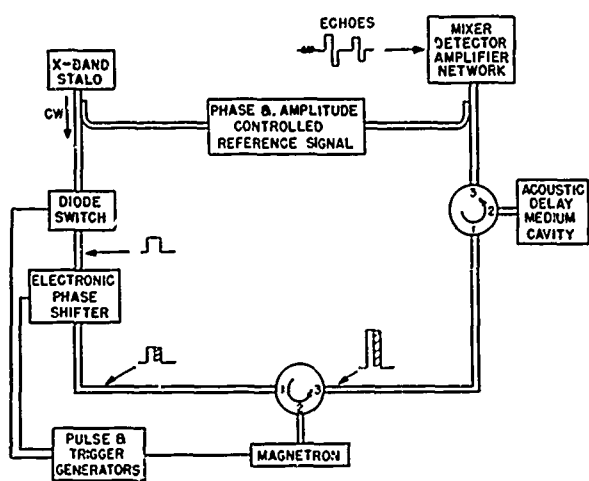 ECHOES
MIXER
DETECTOR
AMPLIFIER
NETWORK
X-BAND
STALO
CW
PHASE & AMPLITUDE
CONTROLLED
REFERENCE SIGNAL
3
2
1
ACOUSTIC
DELAY
MEDIUM
CAVITY
DIODE
SWITCH
ELECTRONIC
PHASE
SHIFTER
1
3
2
PULSE &
TRIGGER
GENERATORS
MAGNETRON